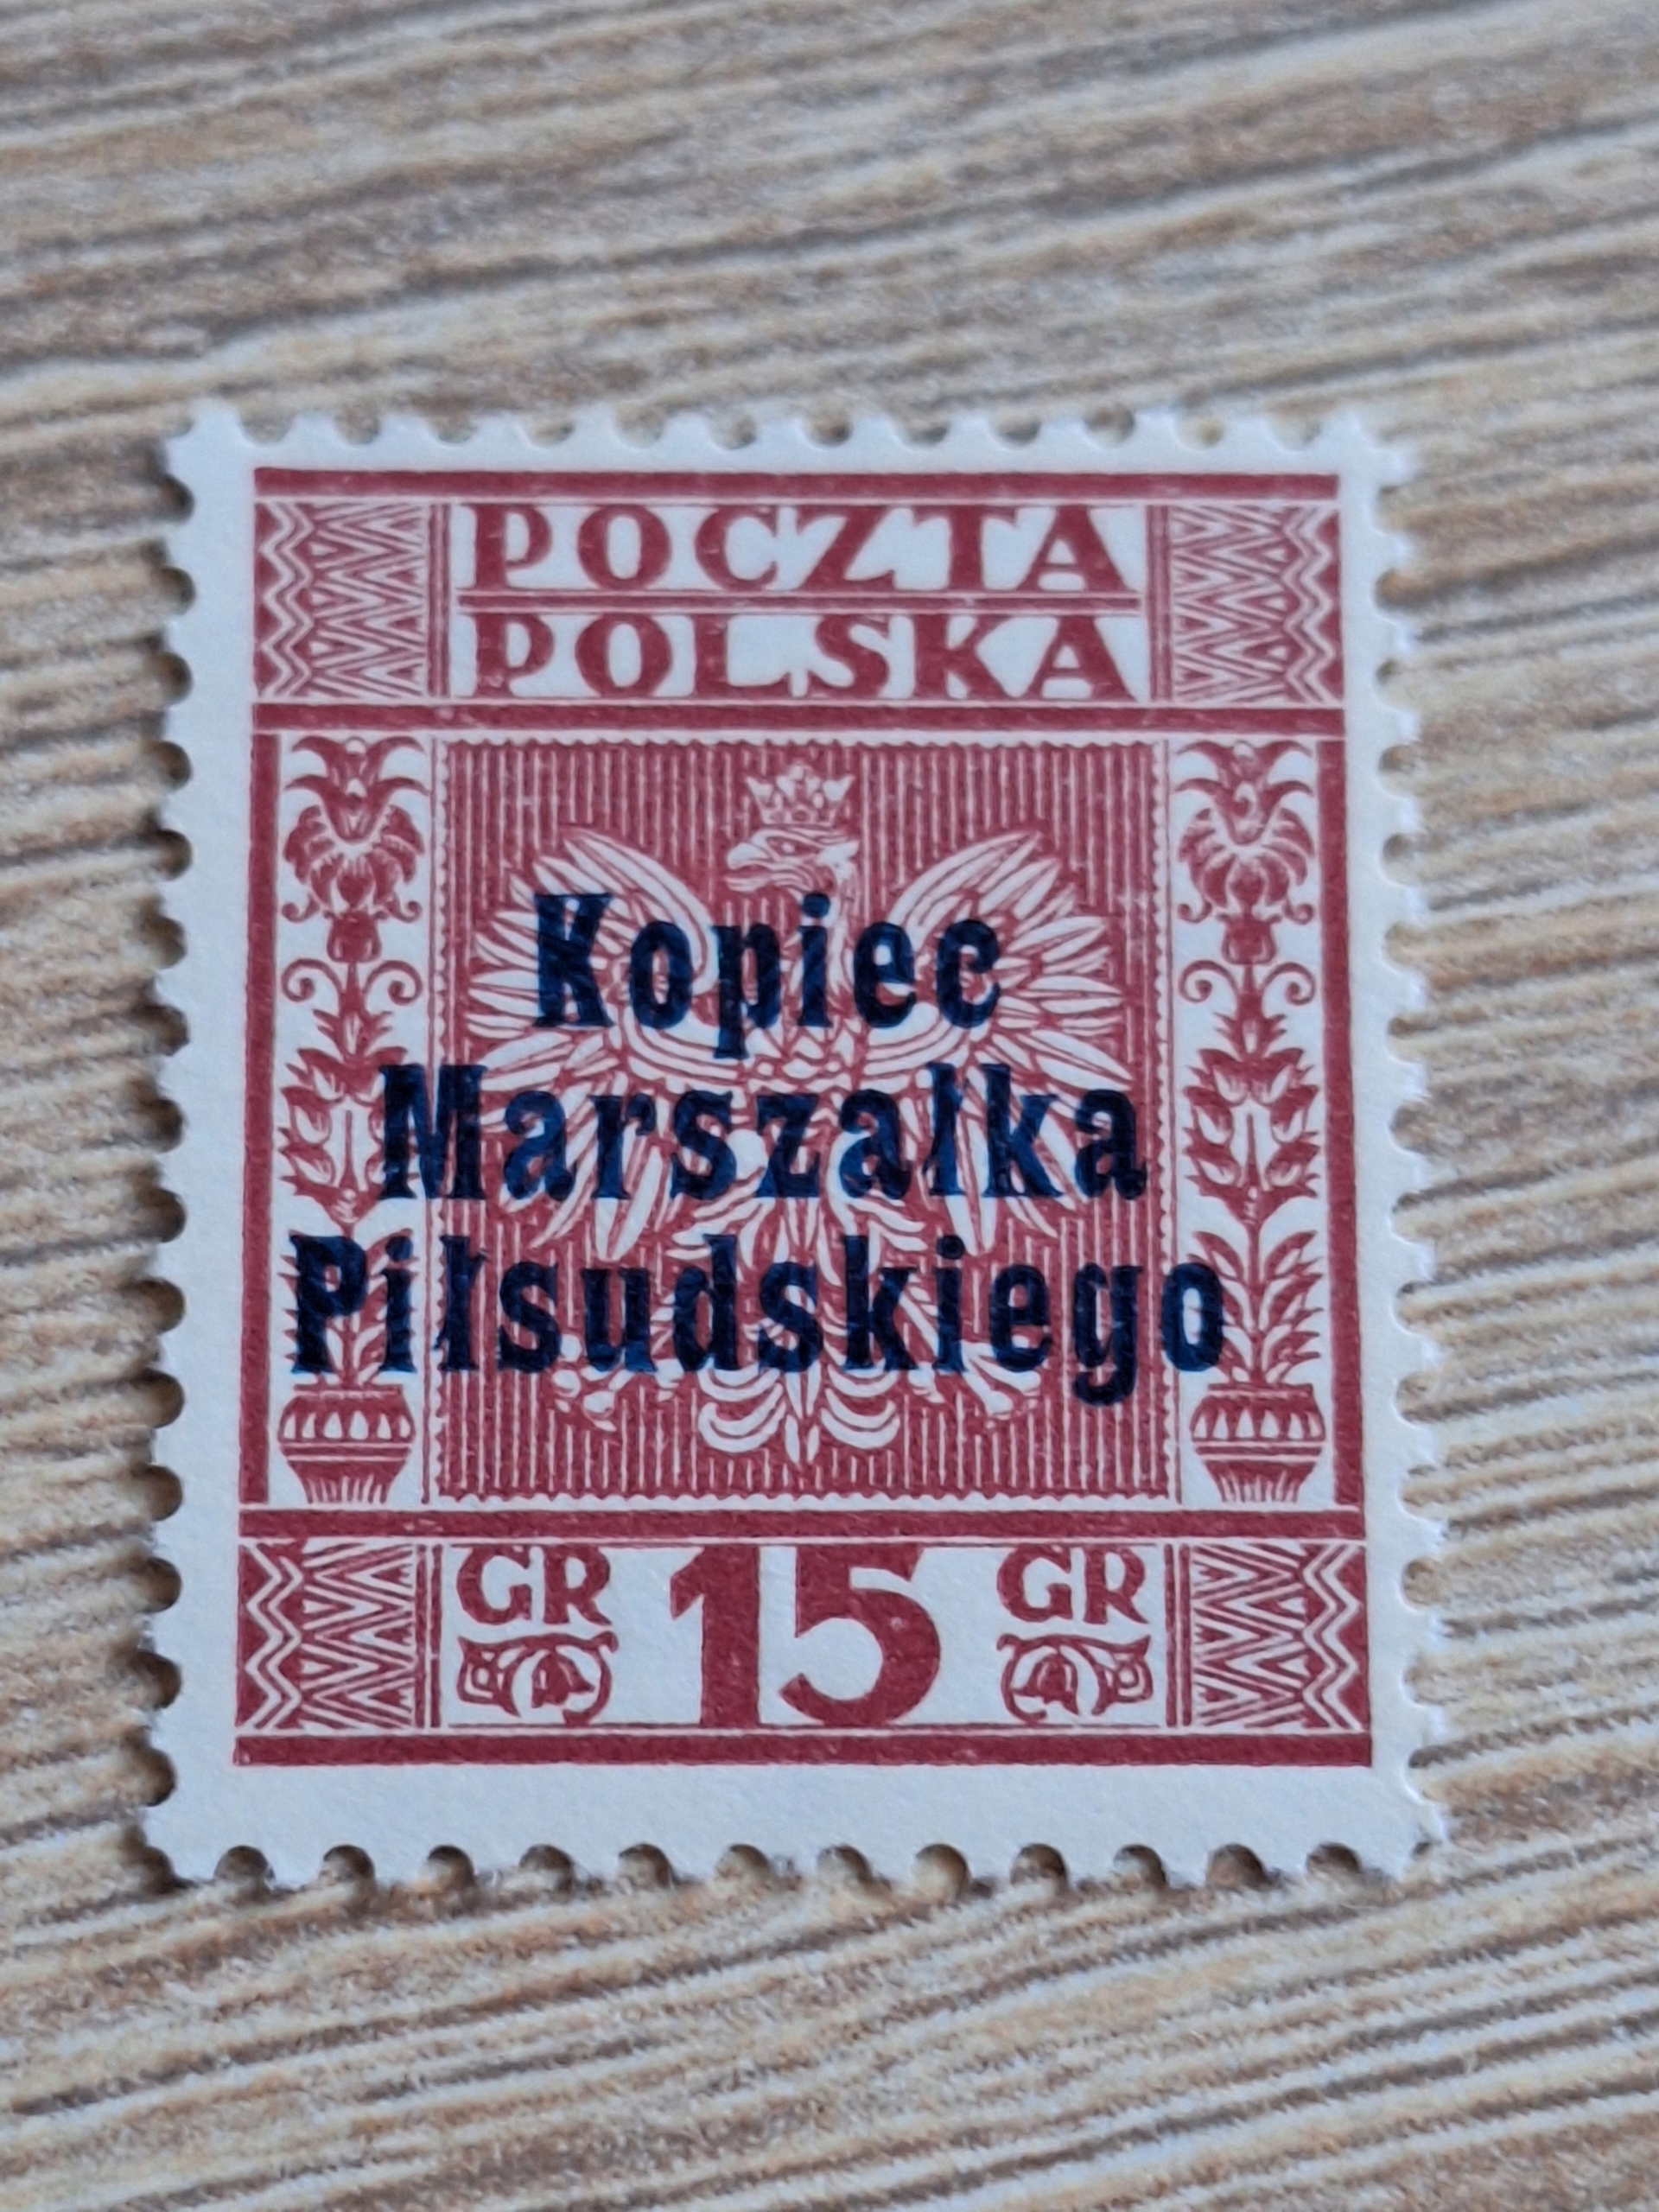 POCZTA
POLSKA
Kopiec
Marszałka
Piłsudskiego
GR 15 GR